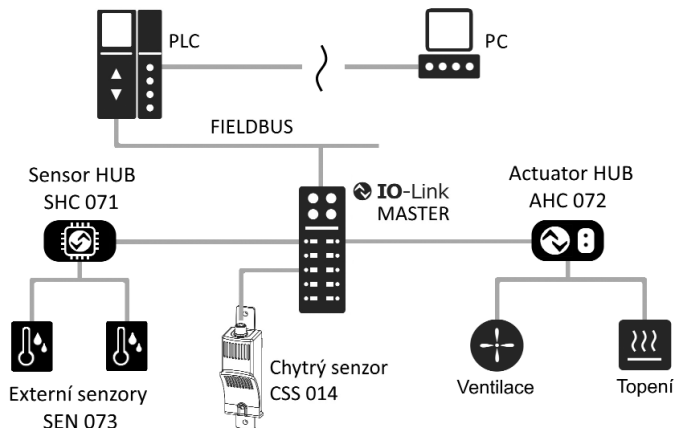 PLC
PC
FIELDBUS
Sensor HUB
SHC 071
IO-Link
MASTER
Actuator HUB
AHC 072
Externí senzory
SEN 073
Chytrý senzor
CSS 014
Ventilace
Topení